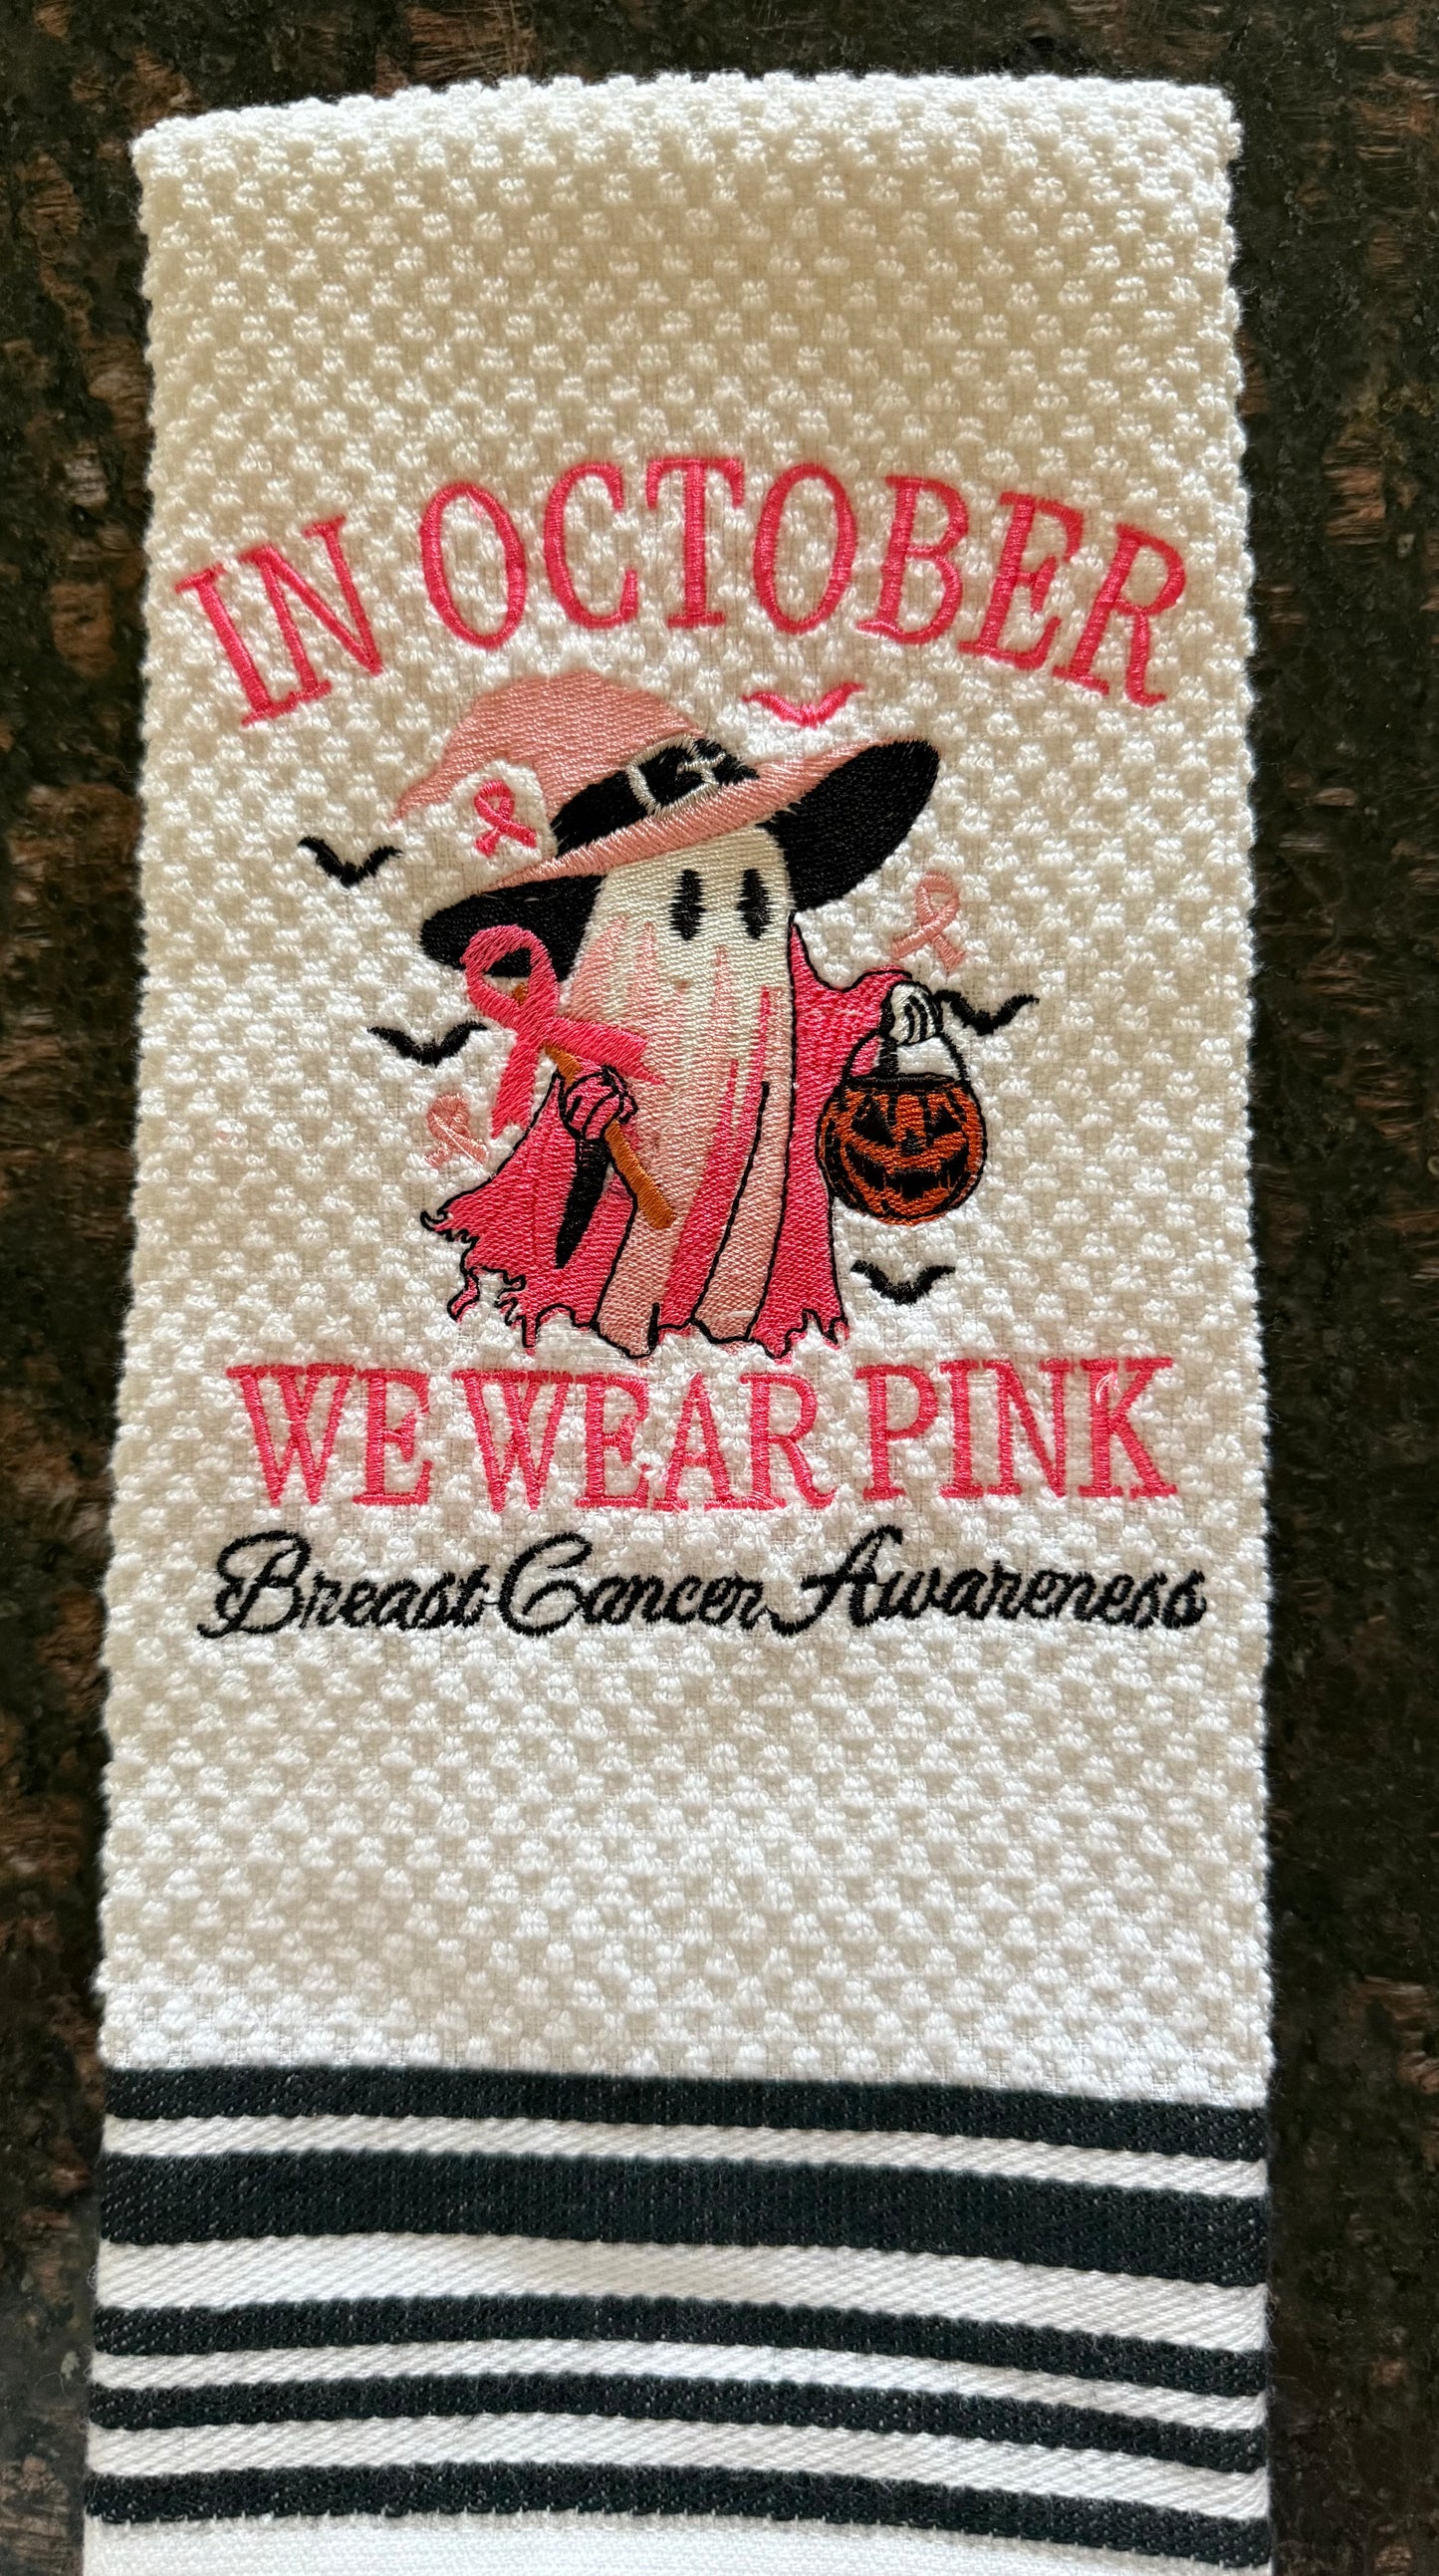 IN OCTOBER
WE WEAR PINK
Breast Cancer Awareness